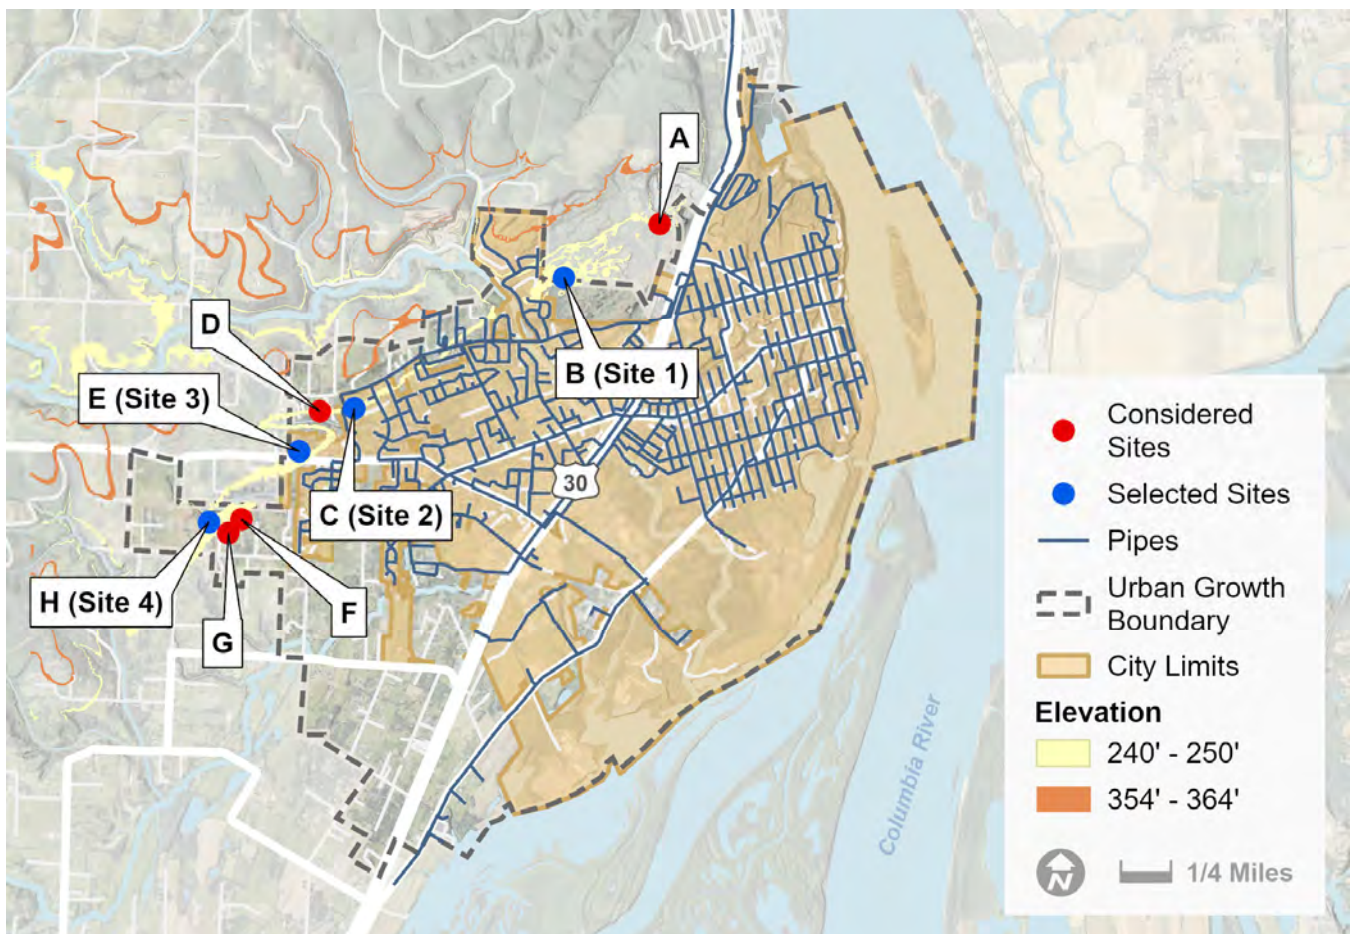 A
D
B (Site 1)
E (Site 3)
C (Site 2)
30
H (Site 4)
F
G
Columbia River
Considered
Sites
Selected Sites
Pipes
Urban Growth
Boundary
City Limits
Elevation
240' - 250'
354' - 364'
N
1/4 Miles